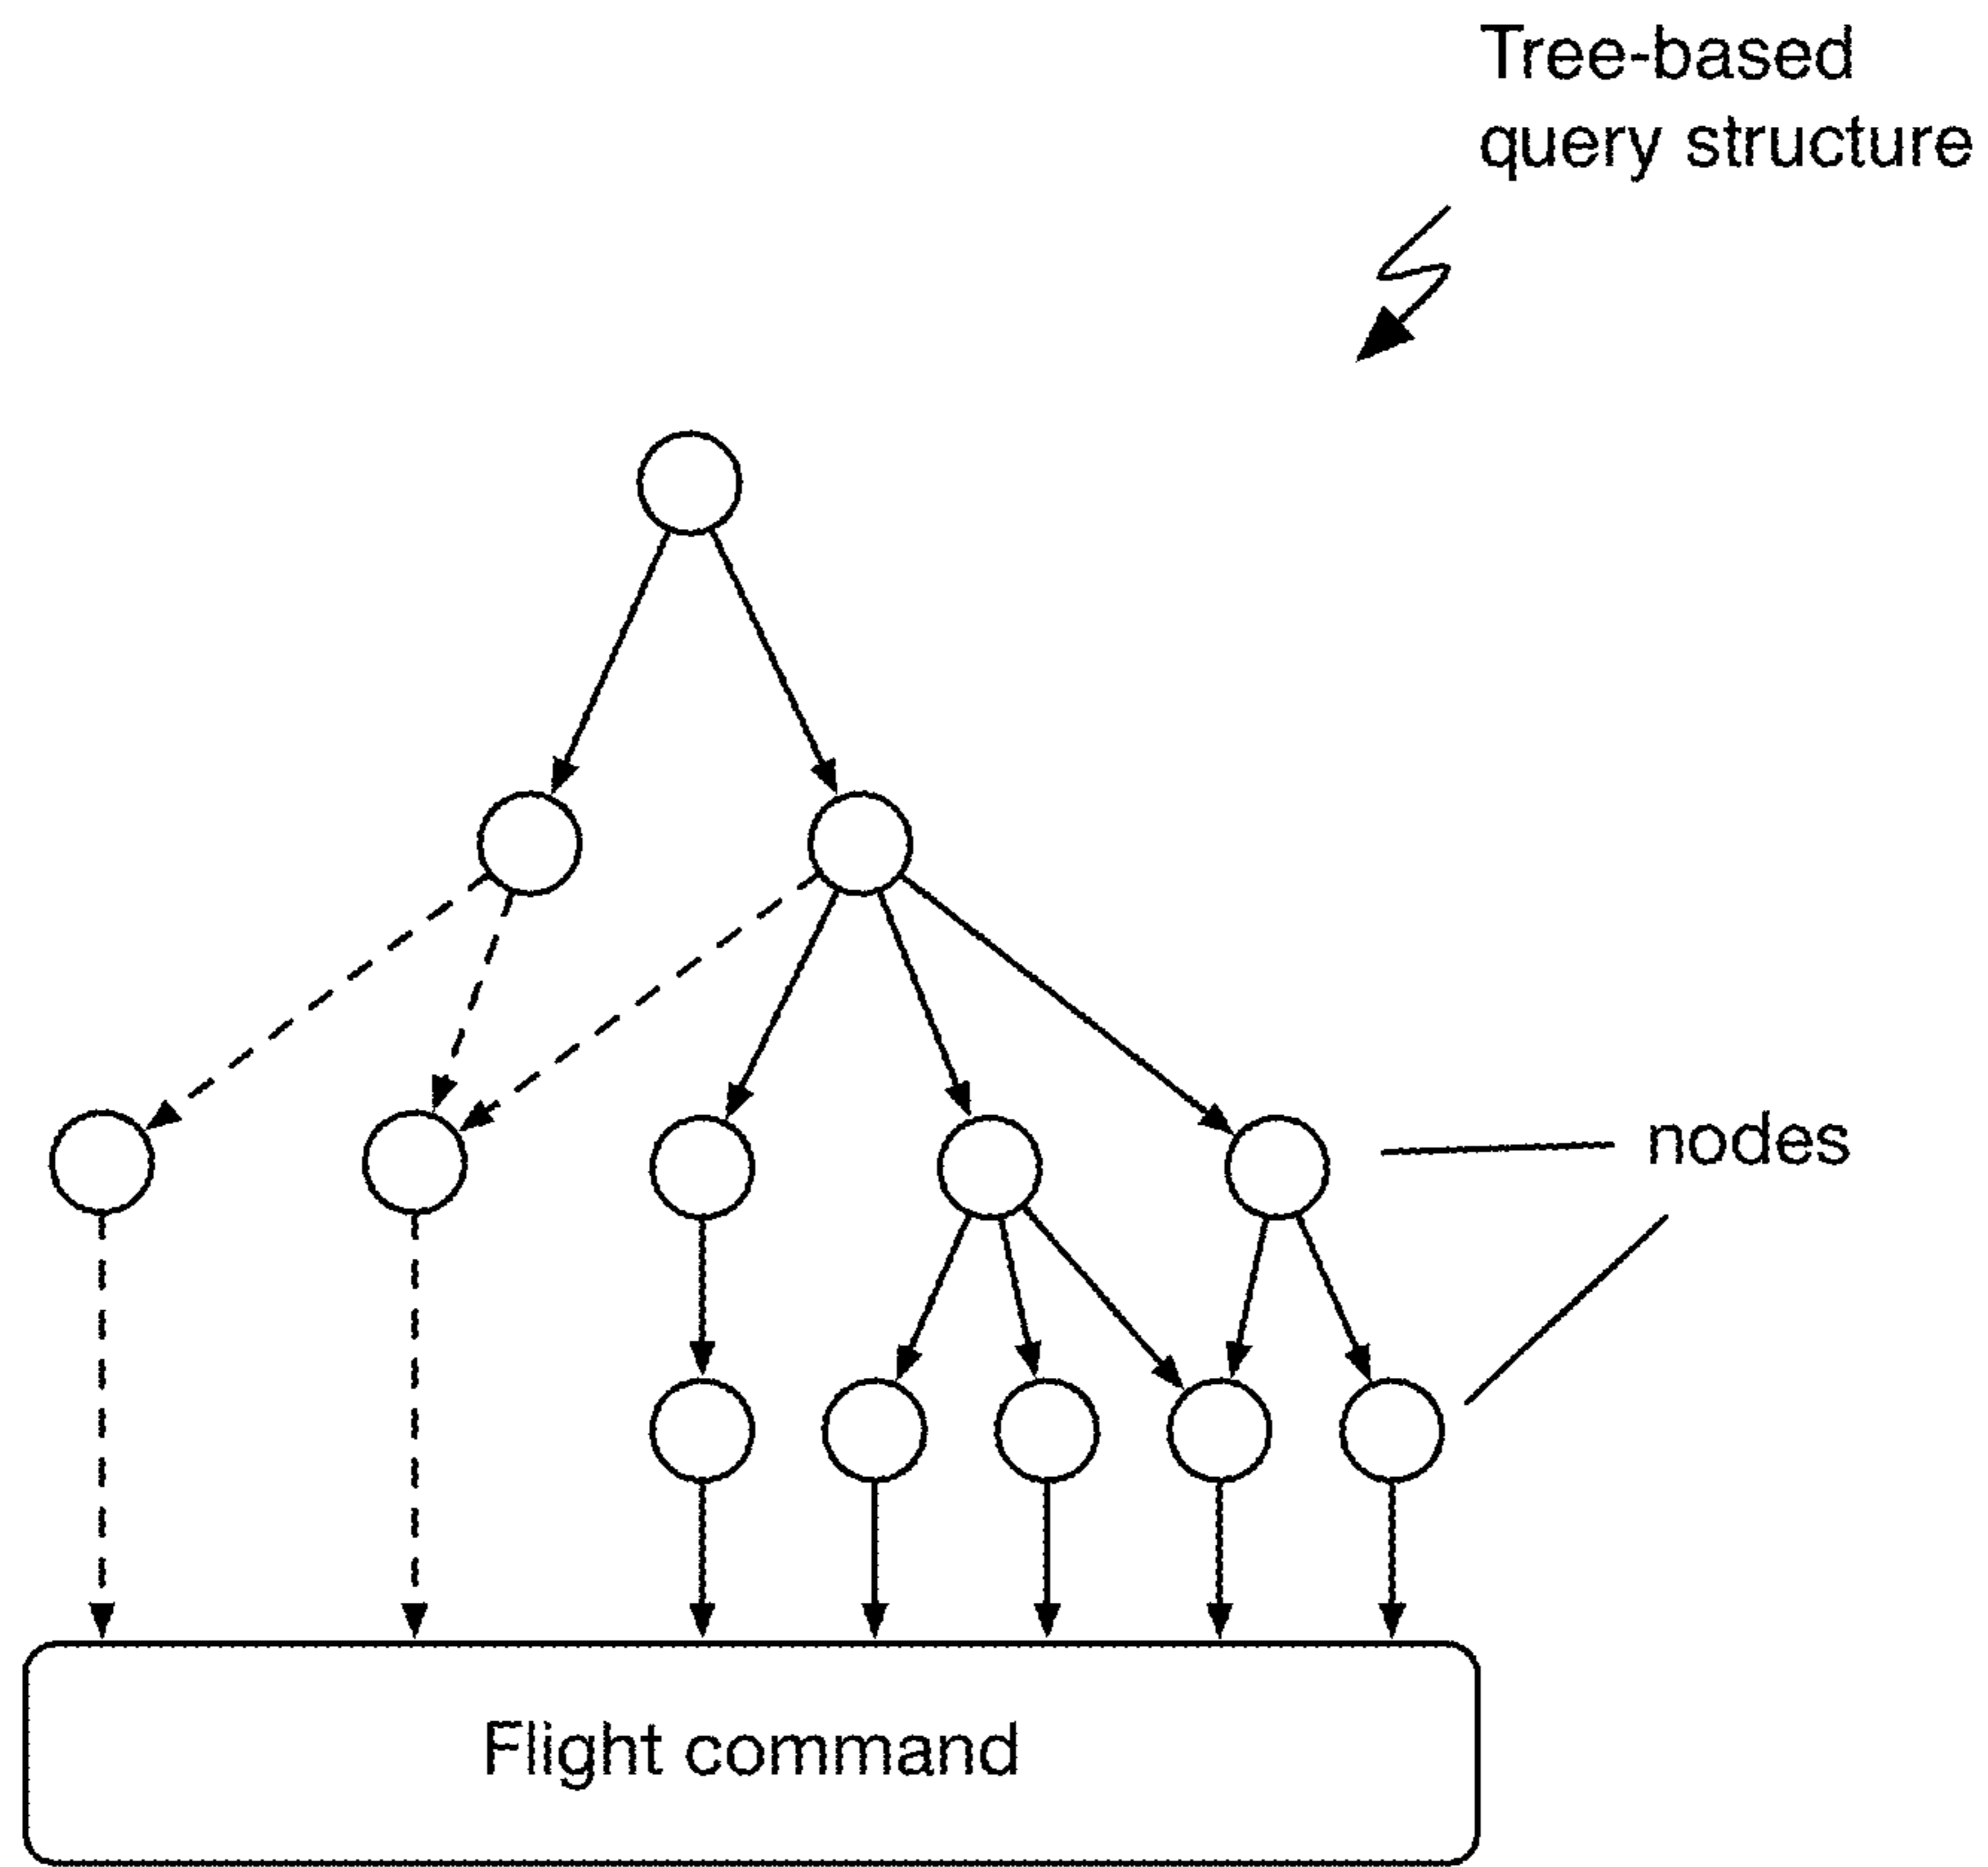 Tree-based
query structure
nodes
Flight command